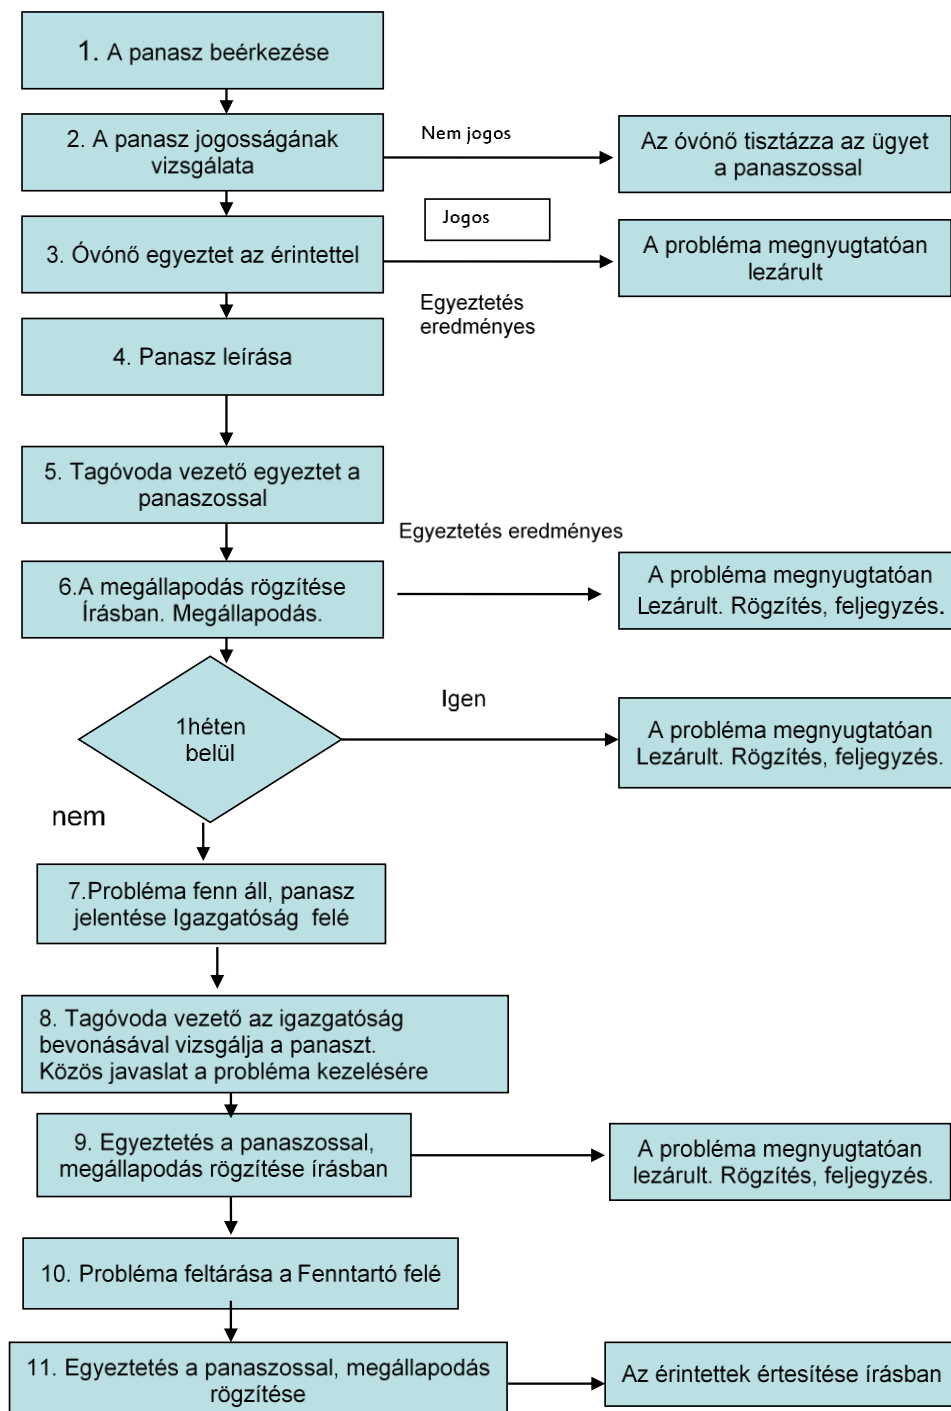 1. A panasz beérkezése
2. A panasz jogosságának
vizsgálata
Nem jogos
Az óvónő tisztázza az ügyet
a panaszossal
Jogos
3. Óvónő egyeztet az érintettel
A probléma megnyugtatóan
lezárult
Egyeztetés
eredményes
4. Panasz leírása
5. Tagóvoda vezető egyeztet a
panaszossal
Egyeztetés eredményes
6.A megállapodás rögzítése
Írásban. Megállapodás.
A probléma megnyugtatóan
Lezárult. Rögzítés, feljegyzés.
1héten
belül
Igen
A probléma megnyugtatóan
Lezárult. Rögzítés, feljegyzés.
nem
7.Probléma fenn áll, panasz
jelentése Igazgatóság felé
8. Tagóvoda vezető az igazgatóság
bevonásával vizsgálja a panaszt.
Közös javaslat a probléma kezelésére
9. Egyeztetés a panaszossal,
megállapodás rögzítése írásban
A probléma megnyugtatóan
lezárult. Rögzítés, feljegyzés.
10. Probléma feltárása a Fenntartó felé
11. Egyeztetés a panaszossal, megállapodás
rögzítése
Az érintettek értesítése írásban